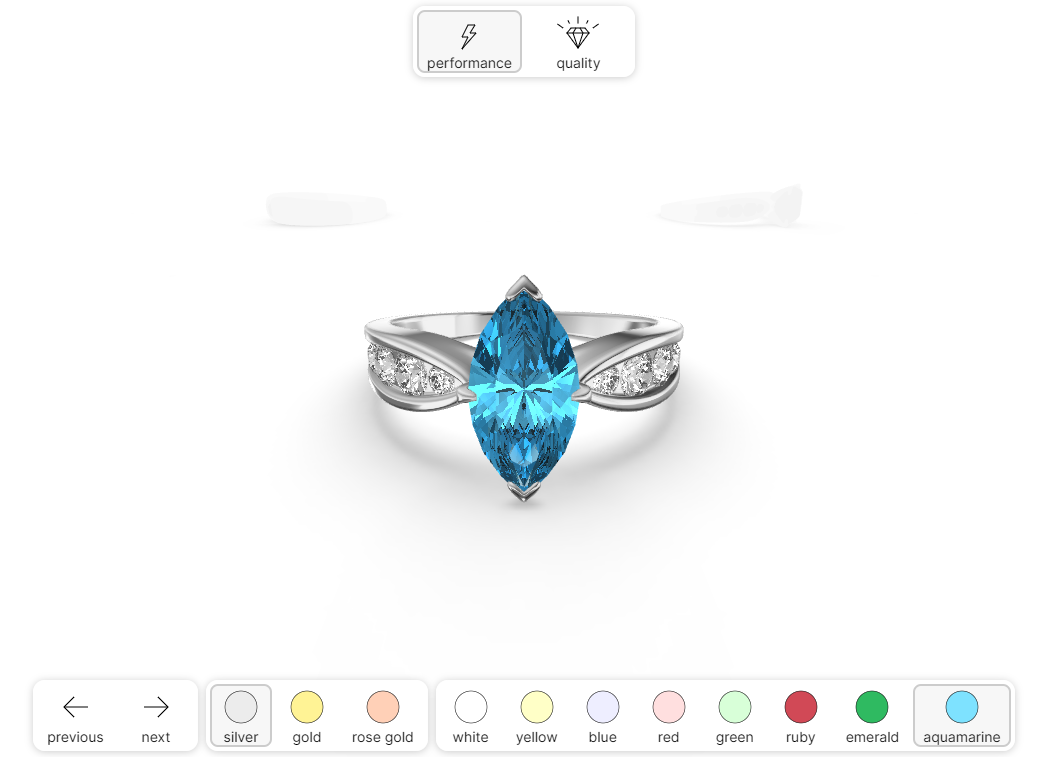 performance
quality
previous
next
silver
gold
rose gold
white
yellow
blue
red
green
ruby
emerald
aquamarine